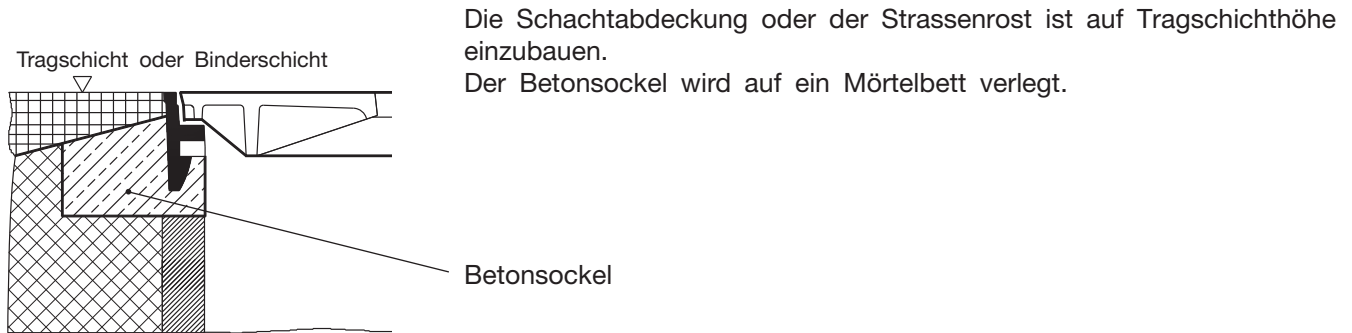 Die Schachtabdeckung oder der Strassenrost ist auf Tragschichthöhe
einzubauen.
Der Betonsockel wird auf ein Mörtelbett verlegt.
Tragschicht oder Binderschicht
Betonsockel